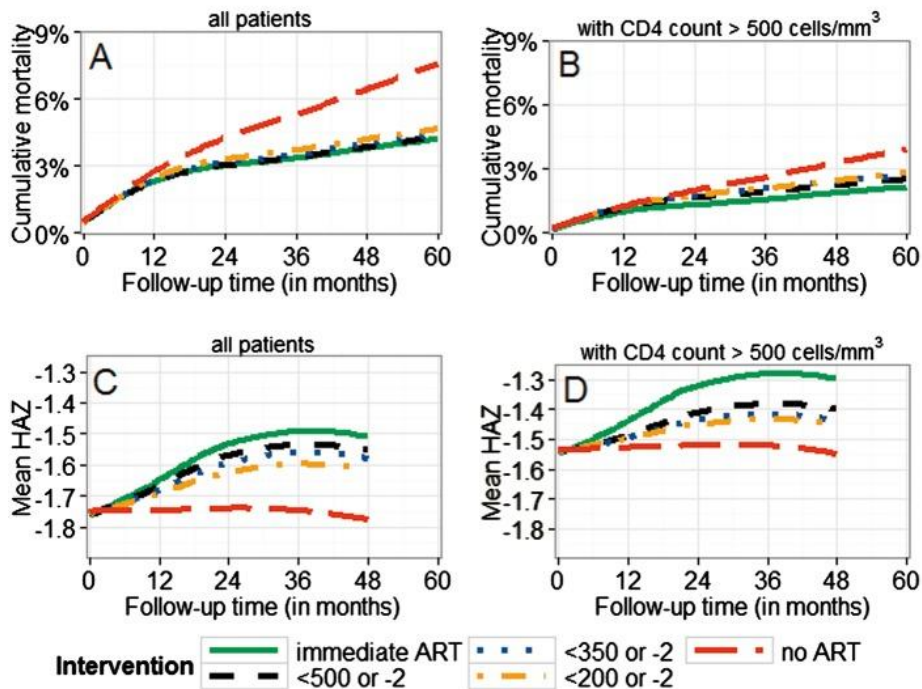 all patients
A
Cumulative mortality
9%
6%
3%
0%
0 12 24 36 48 60
Follow-up time (in months)
with CD4 count > 500 cells/mm³
B
Cumulative mortality
9%
6%
3%
0%
0 12 24 36 48 60
Follow-up time (in months)
all patients
C
Mean HAZ
-1.3
-1.4
-1.5
-1.6
-1.7
-1.8
0 12 24 36 48 60
Follow-up time (in months)
with CD4 count > 500 cells/mm³
D
Mean HAZ
-1.3
-1.4
-1.5
-1.6
-1.7
-1.8
0 12 24 36 48 60
Follow-up time (in months)
Intervention
immediate ART <350 or -2 no ART
<500 or -2 <200 or -2